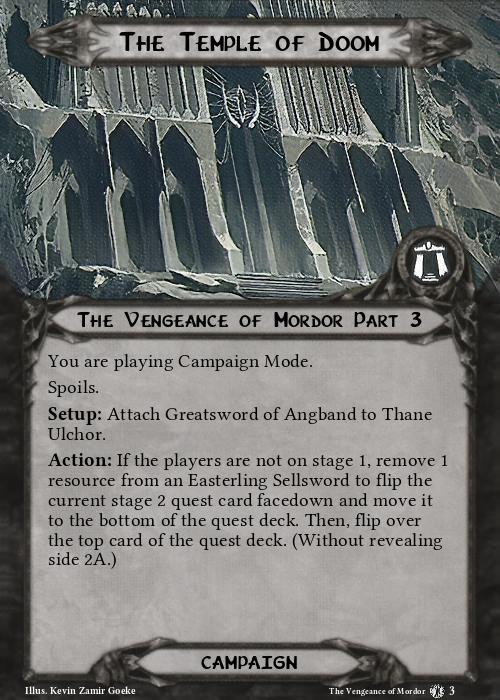 The Temple of Doom
The Vengeance of Mordor Part 3
You are playing Campaign Mode.
Spoils.
Setup: Attach Greatsword of Angband to Thane
Ulchor.
Action: If the players are not on stage 1, remove 1
resource from an Easterling Sellsword to flip the
current stage 2 quest card facedown and move it
to the bottom of the quest deck. Then, flip over
the top card of the quest deck. (Without revealing
side 2A.)
CAMPAIGN
Illus. Kevin Zamir Goeke
The Vengeance of Mordor 3